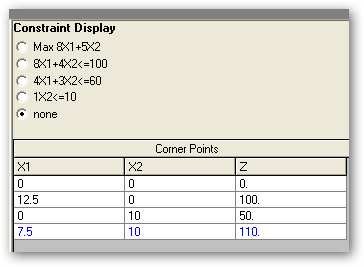 Constraint Display
Max 8X1+5X2
8X1+4X2<=100
4X1+3X2<=60
1X2<=10
none
Corner Points
X1 X2 Z
0 0 0.
12.5 0 100.
0 10 50.
7.5 10 110.